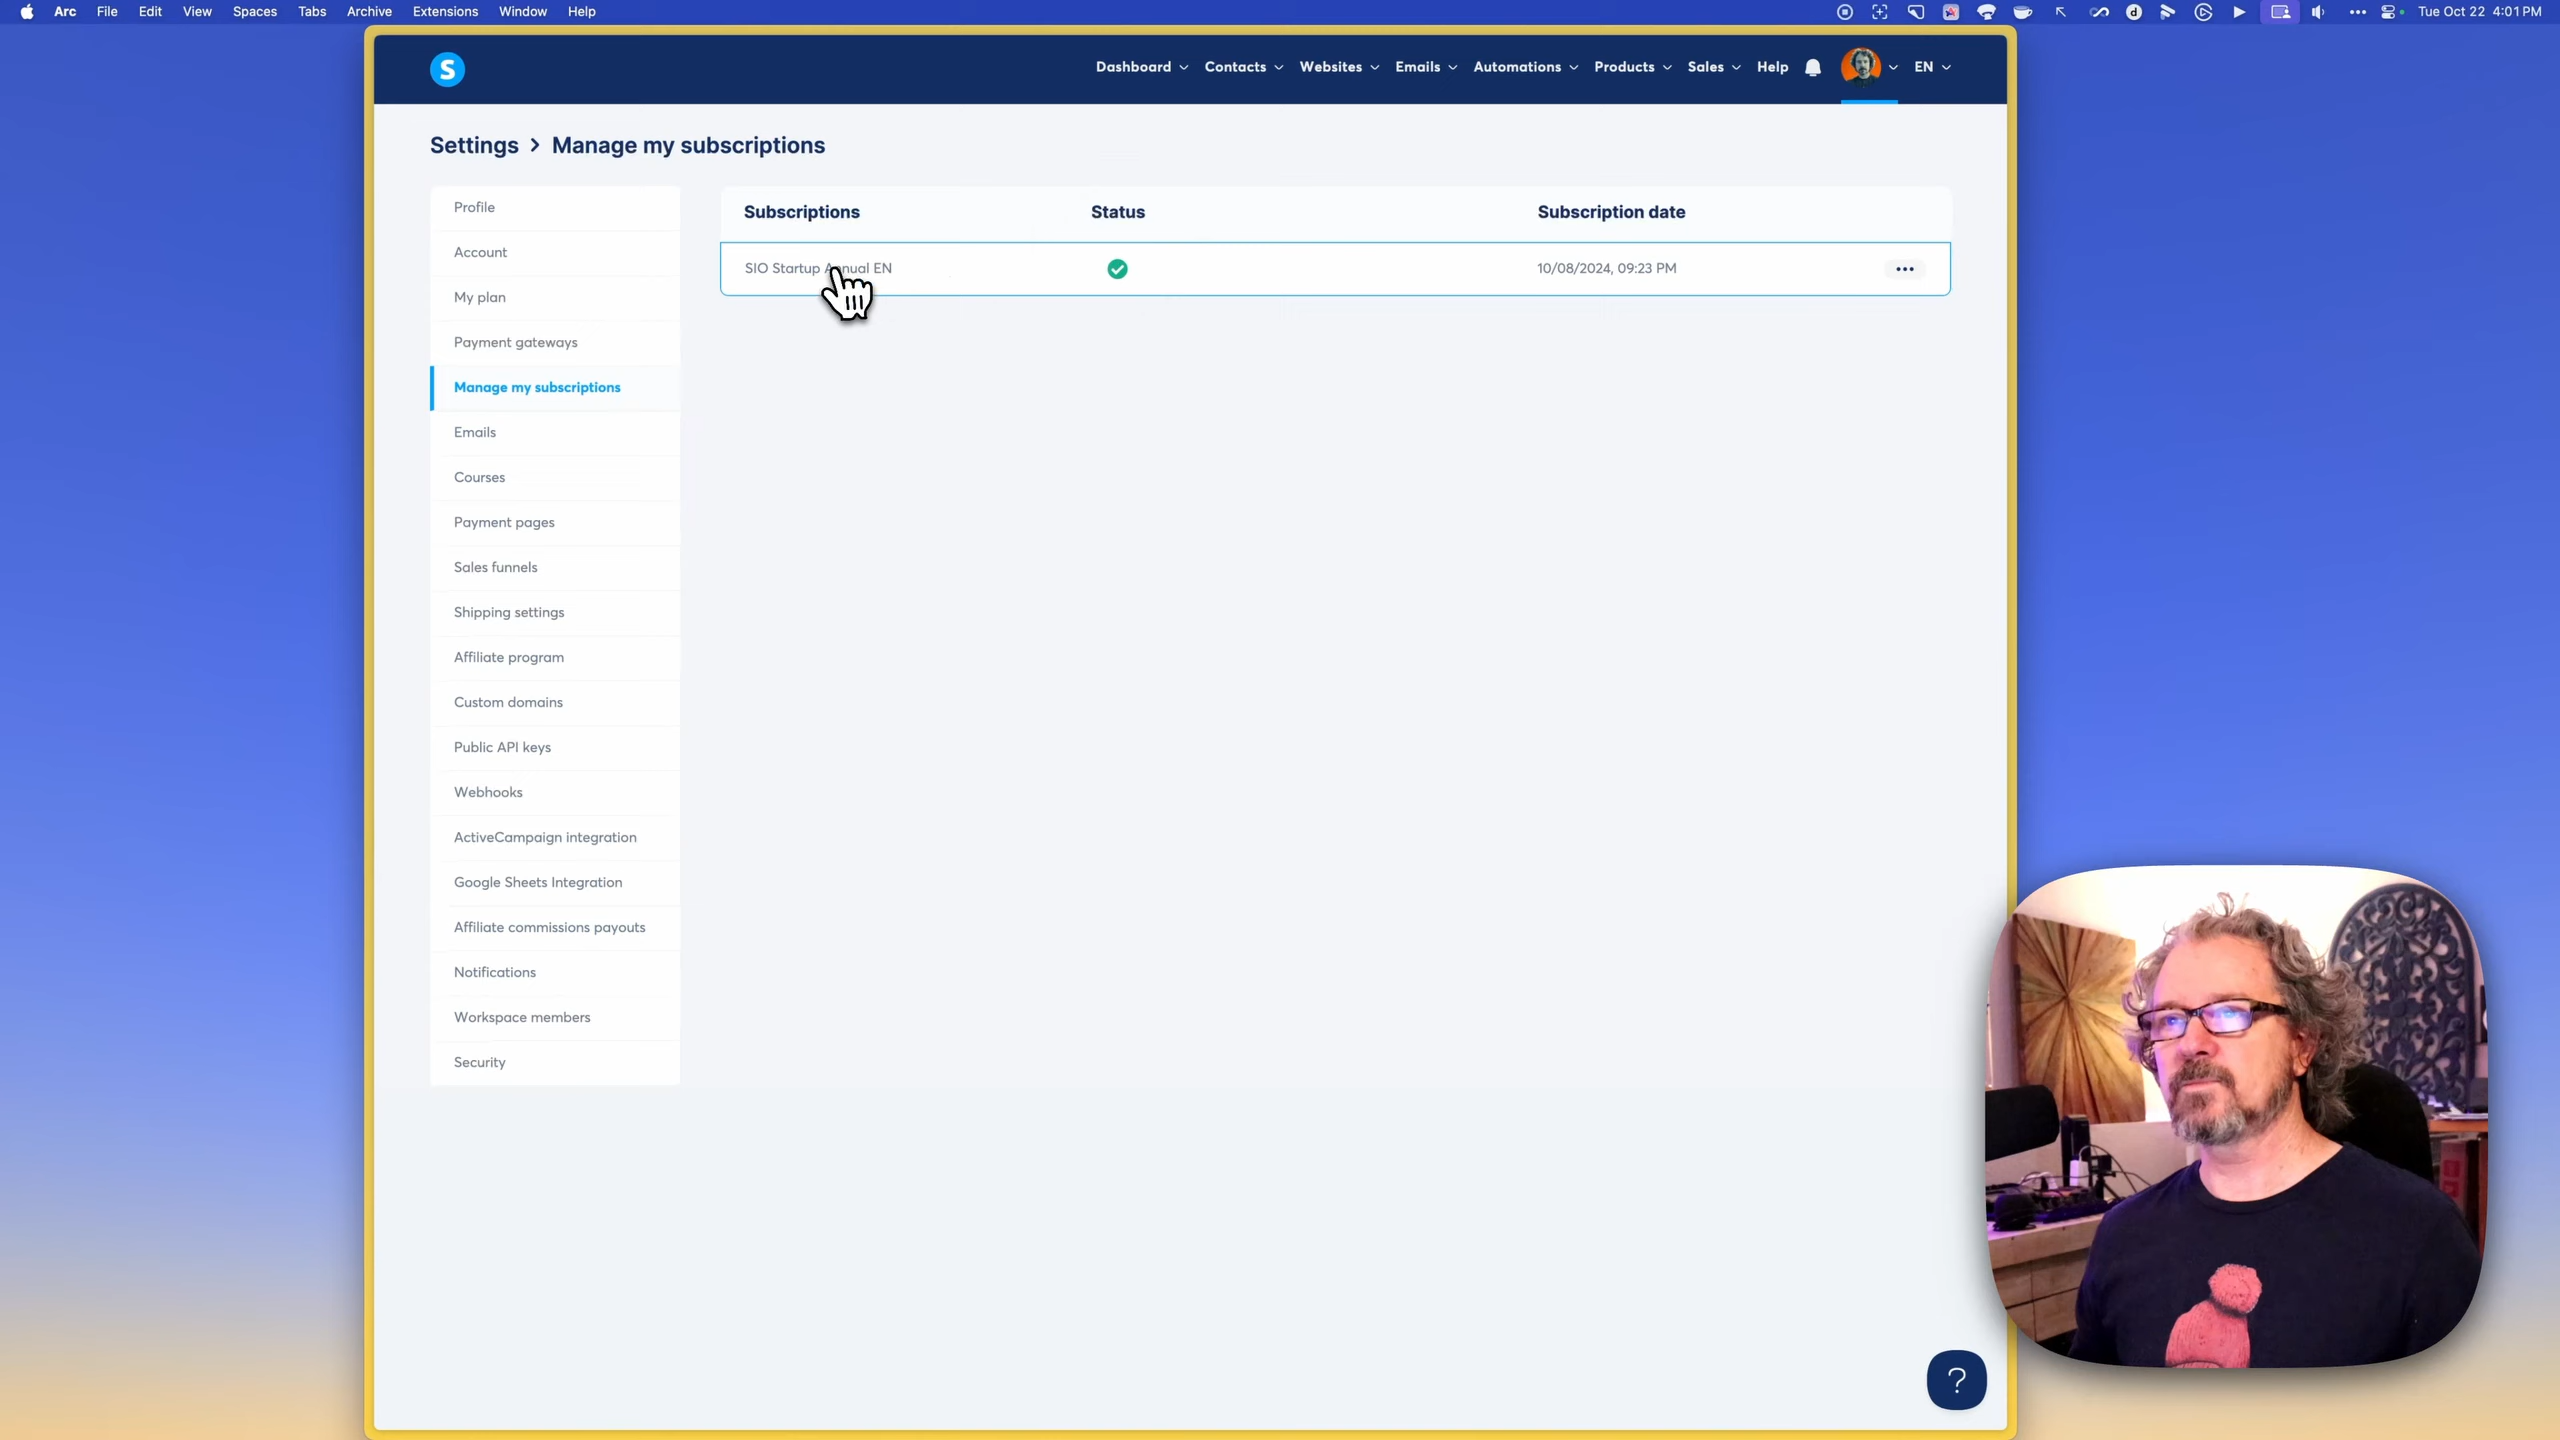 Arc File Edit View Spaces Tabs Archive Extensions Window Help
Tue Oct 22 4:01 PM
S
Dashboard Contacts Websites Emails Automations Products Sales Help EN
Settings > Manage my subscriptions
Profile
Account
My plan
Payment gateways
Manage my subscriptions
Emails
Courses
Payment pages
Sales funnels
Shipping settings
Affiliate program
Custom domains
Public API keys
Webhooks
ActiveCampaign integration
Google Sheets Integration
Affiliate commissions payouts
Notifications
Workspace members
Security
Subscriptions Status Subscription date
SIO Startup Annual EN 10/08/2024, 09:23 PM
?